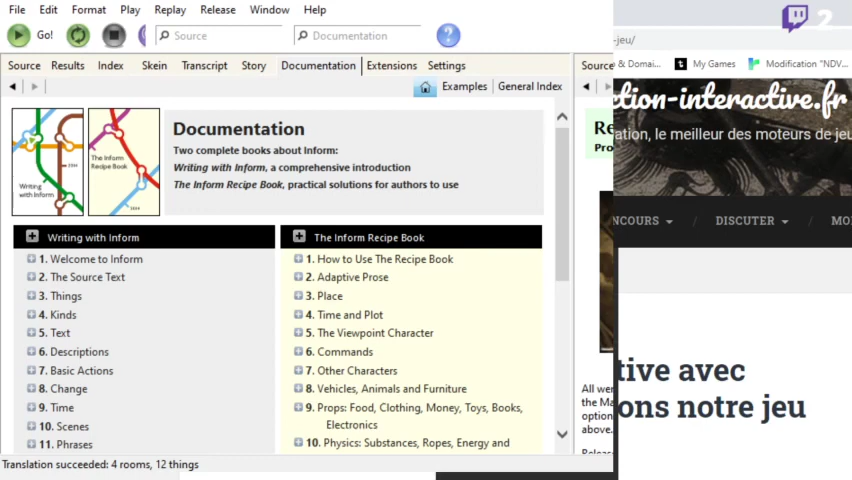 File Edit Format Play Replay Release Window Help
Go! Source Documentation
Source Results Index Skein Transcript Story Documentation Extensions Settings
Examples General Index
Writing with Inform
The Inform Recipe Book
Documentation
Two complete books about Inform:
Writing with Inform, a comprehensive introduction
The Inform Recipe Book, practical solutions for authors to use
Writing with Inform
1. Welcome to Inform
2. The Source Text
3. Things
4. Kinds
5. Text
6. Descriptions
7. Basic Actions
8. Change
9. Time
10. Scenes
11. Phrases
The Inform Recipe Book
1. How to Use The Recipe Book
2. Adaptive Prose
3. Place
4. Time and Plot
5. The Viewpoint Character
6. Commands
7. Other Characters
8. Vehicles, Animals and Furniture
9. Props: Food, Clothing, Money, Toys, Books,
Electronics
10. Physics: Substances, Ropes, Energy and
Translation succeeded: 4 rooms, 12 things
Source
Re
Pro
All wer
the Ma
option
above.
Release
2
-jeu/
& Domai... My Games Modification "NDV...
ction-interactive.fr
ation, le meilleur des moteurs de jeu
NCOURS / DISCUTER / MO
tive avec
ons notre jeu